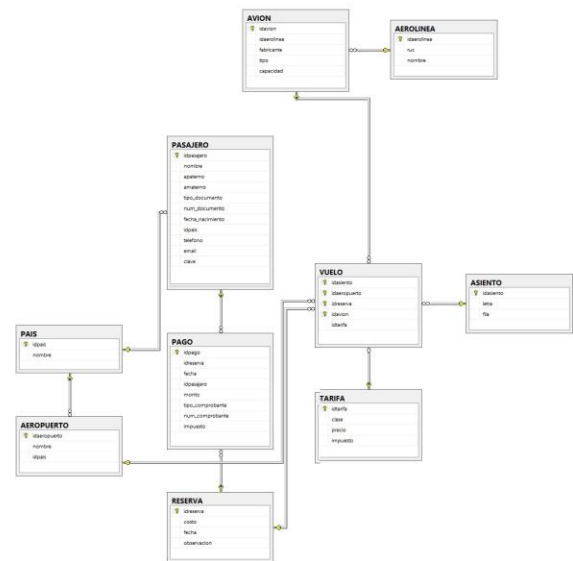 AVION
idavion
idaerolinea
fabricante
tipo
capacidad
AEROLINEA
idaerolinea
ruc
nombre
PASAJERO
idpasajero
nombre
apaterno
amaterno
tipo_documento
num_documento
fecha_nacimiento
idpais
telefono
email
clave
VUELO
idasiento
idaeropuerto
idreserva
idavion
idtarifa
ASIENTO
idasiento
letra
fila
PAIS
idpais
nombre
PAGO
idpago
idreserva
fecha
idpasajero
monto
tipo_comprobante
num_comprobante
impuesto
TARIFA
idtarifa
clase
precio
impuesto
AEROPUERTO
idaeropuerto
nombre
idpais
RESERVA
idreserva
costo
fecha
observacion